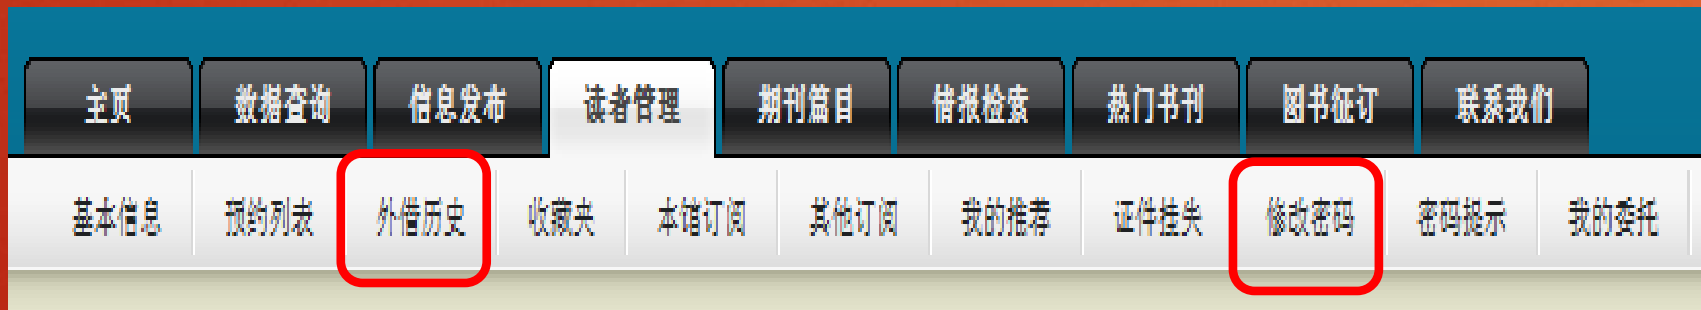 主页 数据查询 信息发布 读者管理 期刊篇目 情报检索 热门书刊 图书征订 联系我们
基本信息 预约列表 外借历史 收藏夹 本馆订阅 其他订阅 我的推荐 证件挂失 修改密码 密码提示 我的委托